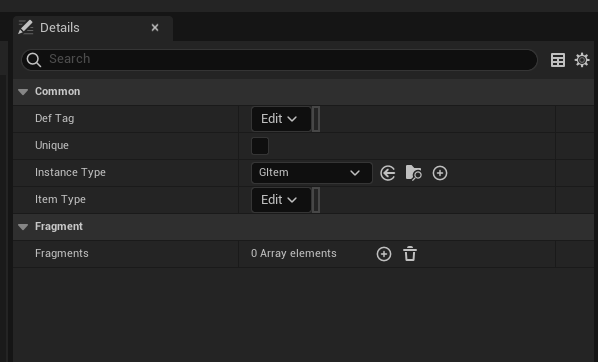 Details
Search
Common
Def Tag Edit
Unique
Instance Type GItem
Item Type Edit
Fragment
Fragments 0 Array elements